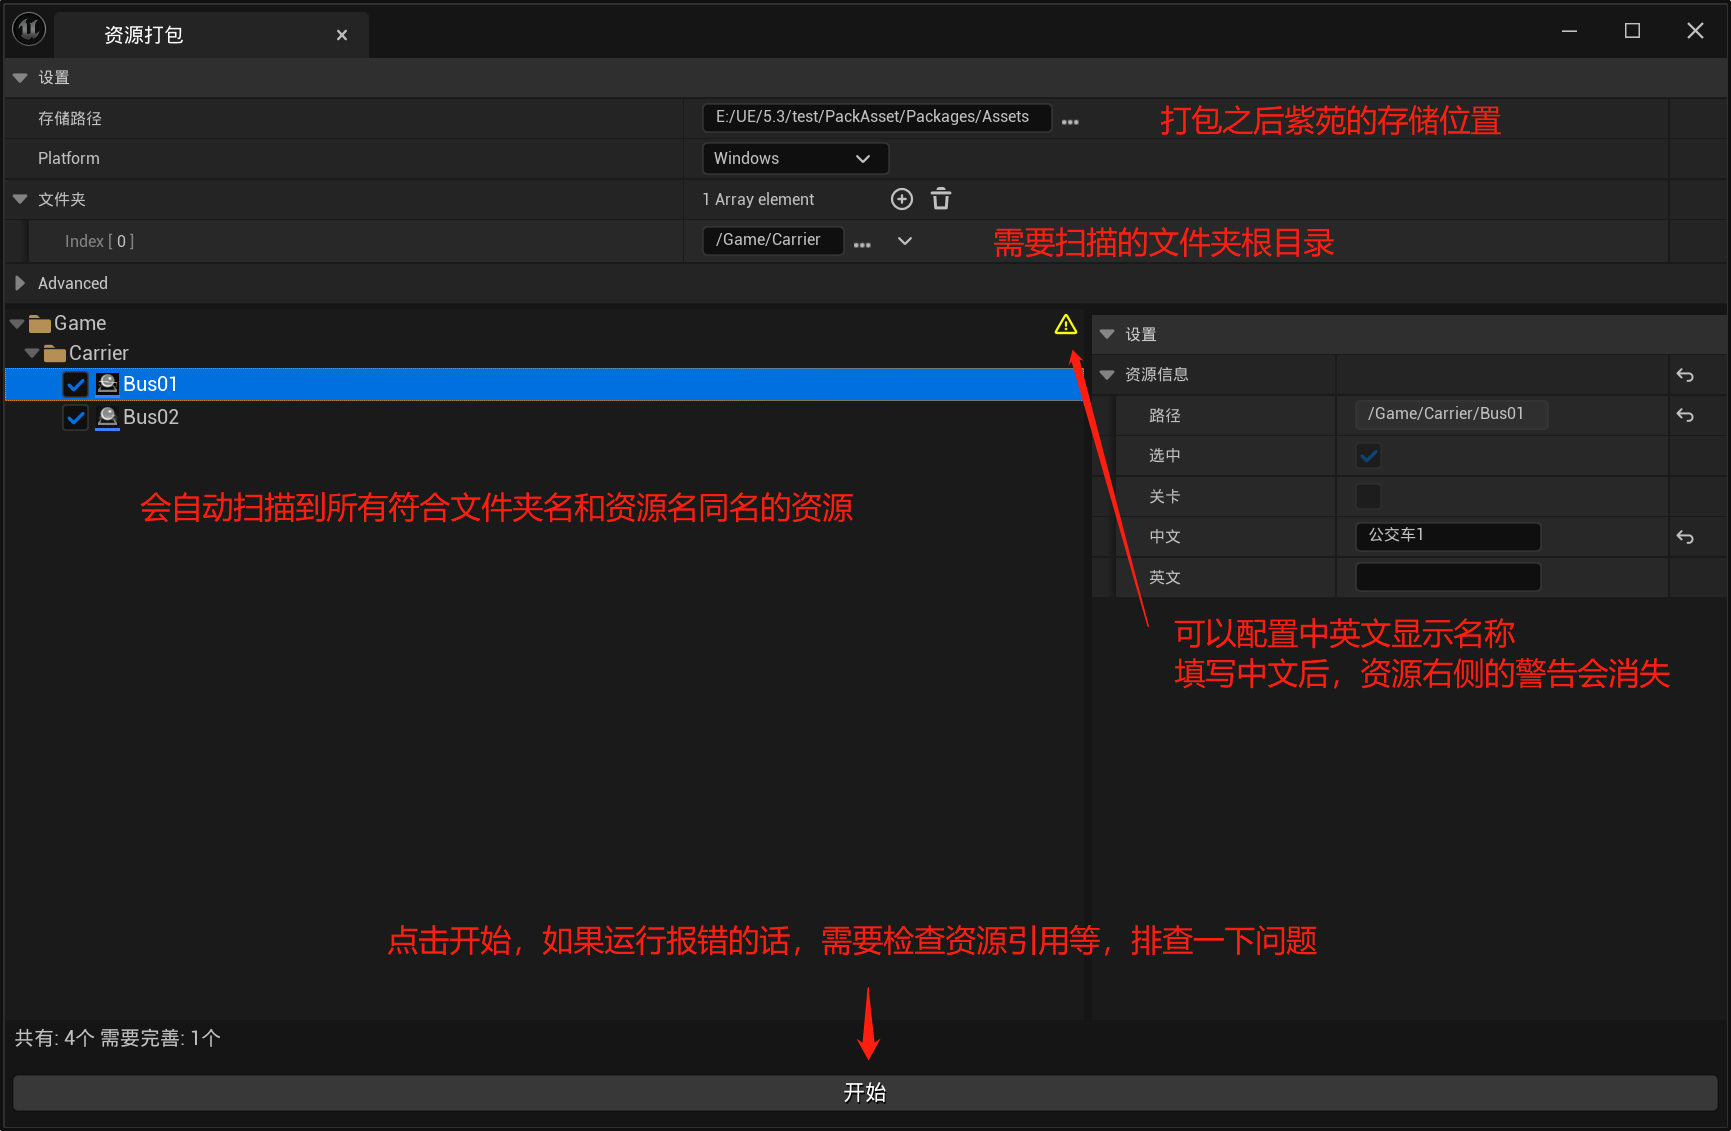 资源打包
设置
存储路径
E:/UE/5.3/test/PackAsset/Packages/Assets
打包之后紫苑的存储位置
Platform
Windows
文件夹
1 Array element
Index [ 0 ]
/Game/Carrier
需要扫描的文件夹根目录
Advanced
Game
Carrier
Bus01
Bus02
会自动扫描到所有符合文件夹名和资源名同名的资源
设置
资源信息
路径
/Game/Carrier/Bus01
选中
关卡
中文
公交车1
英文
可以配置中英文显示名称
填写中文后，资源右侧的警告会消失
点击开始，如果运行报错的话，需要检查资源引用等，排查一下问题
共有: 4个 需要完善: 1个
开始